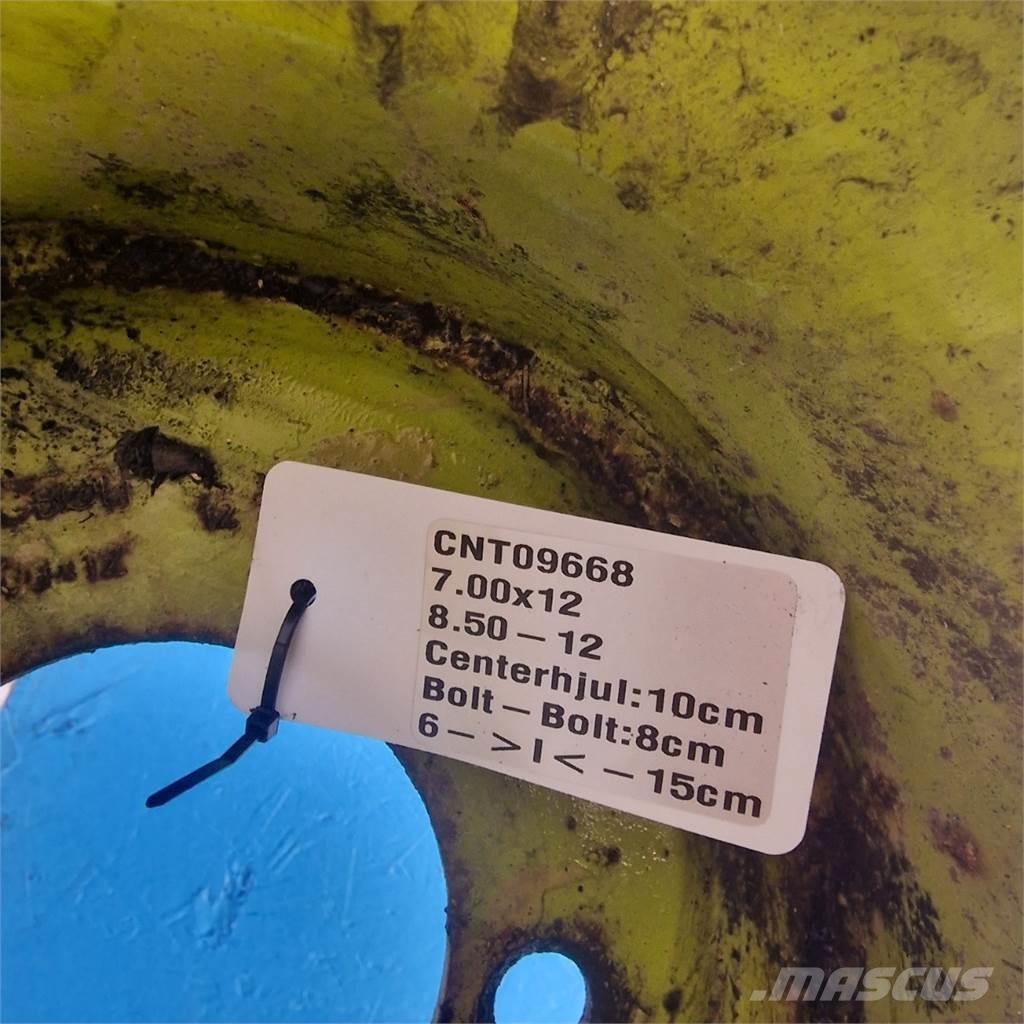 CNT09668
7.00x12
8.50-12
Centerhjul:10cm
Bolt-Bolt:8cm
6->I<-15cm
.MASCUS